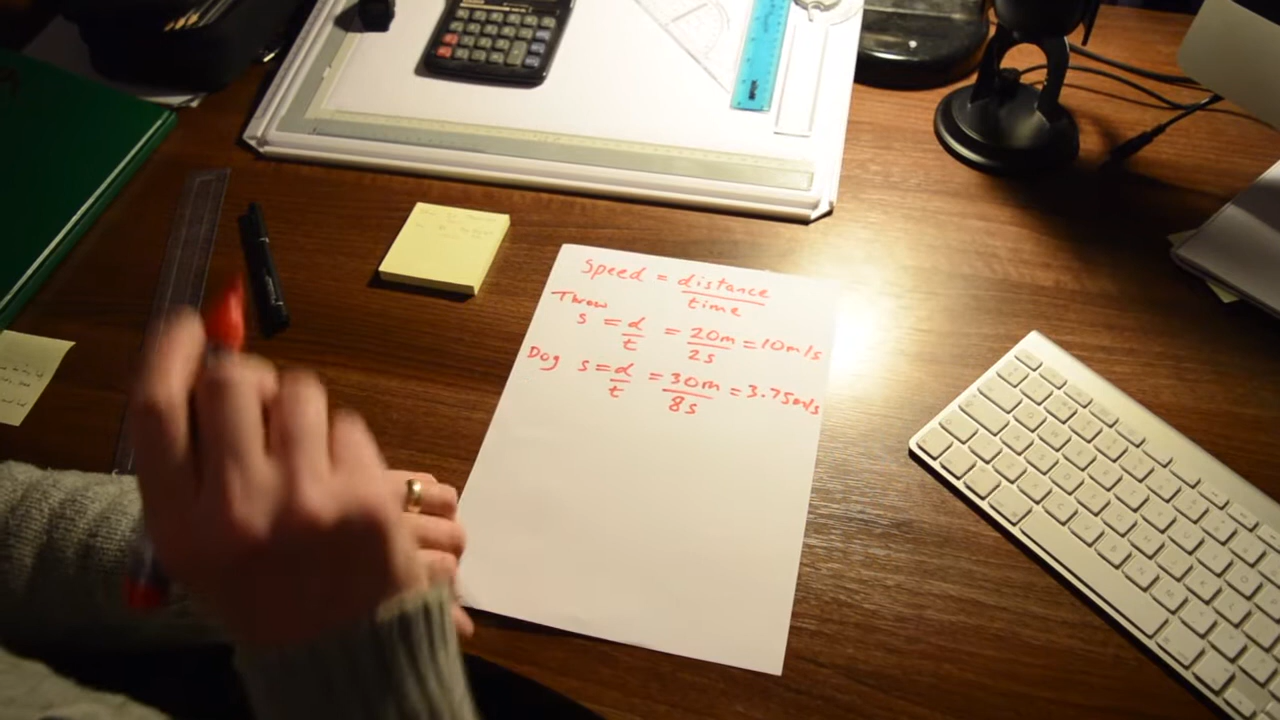 Speed = distance
time
Throw
s = d/t = 20m/2s = 10m/s
Dog s = d/t = 30m/8s = 3.75m/s